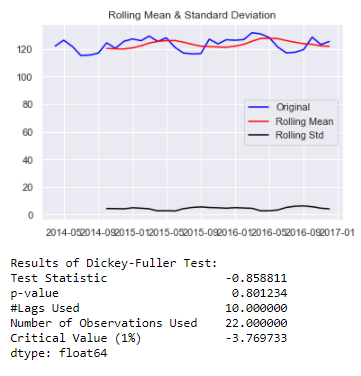 Rolling Mean & Standard Deviation
120
100
80
60
40
20
0
Original
Rolling Mean
Rolling Std
2014-05 2014-09 2015-01 2015-05 2015-09 2016-01 2016-05 2016-09 2017-01
Results of Dickey-Fuller Test:
Test Statistic -0.858811
p-value 0.801234
#Lags Used 10.000000
Number of Observations Used 22.000000
Critical Value (1%) -3.769733
dtype: float64